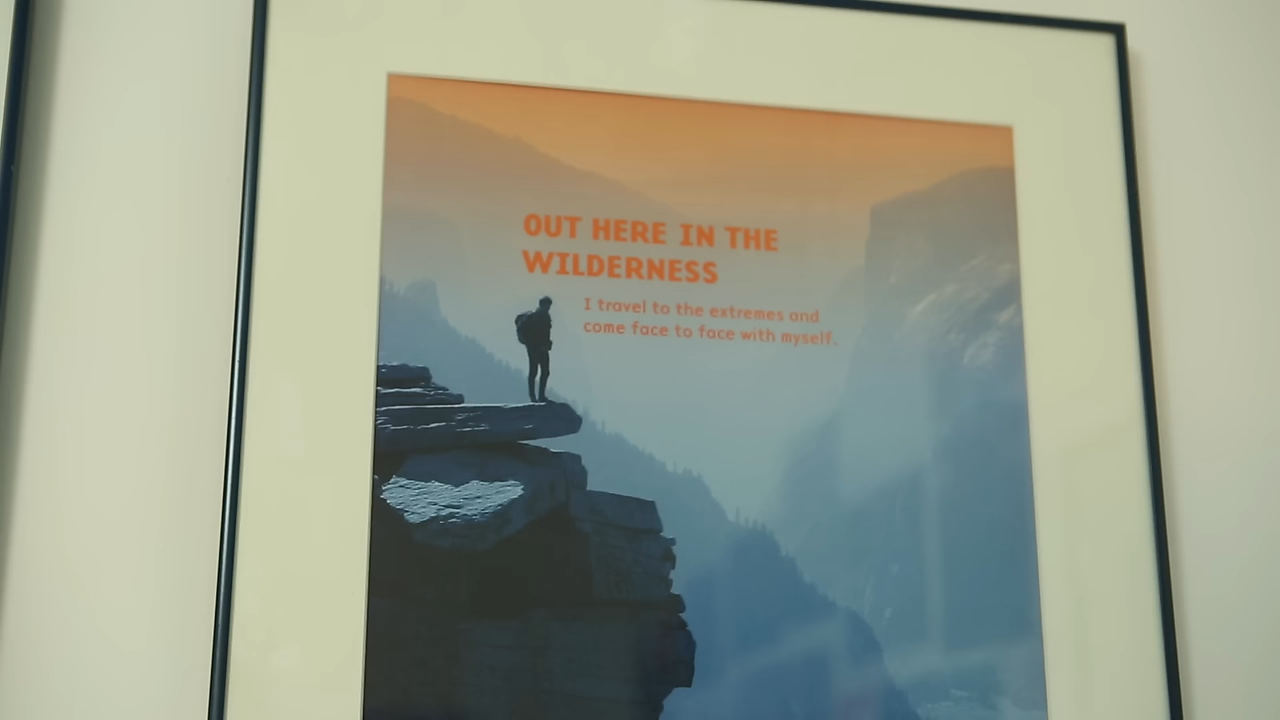 OUT HERE IN THE
WILDERNESS
I travel to the extremes and
come face to face with myself.